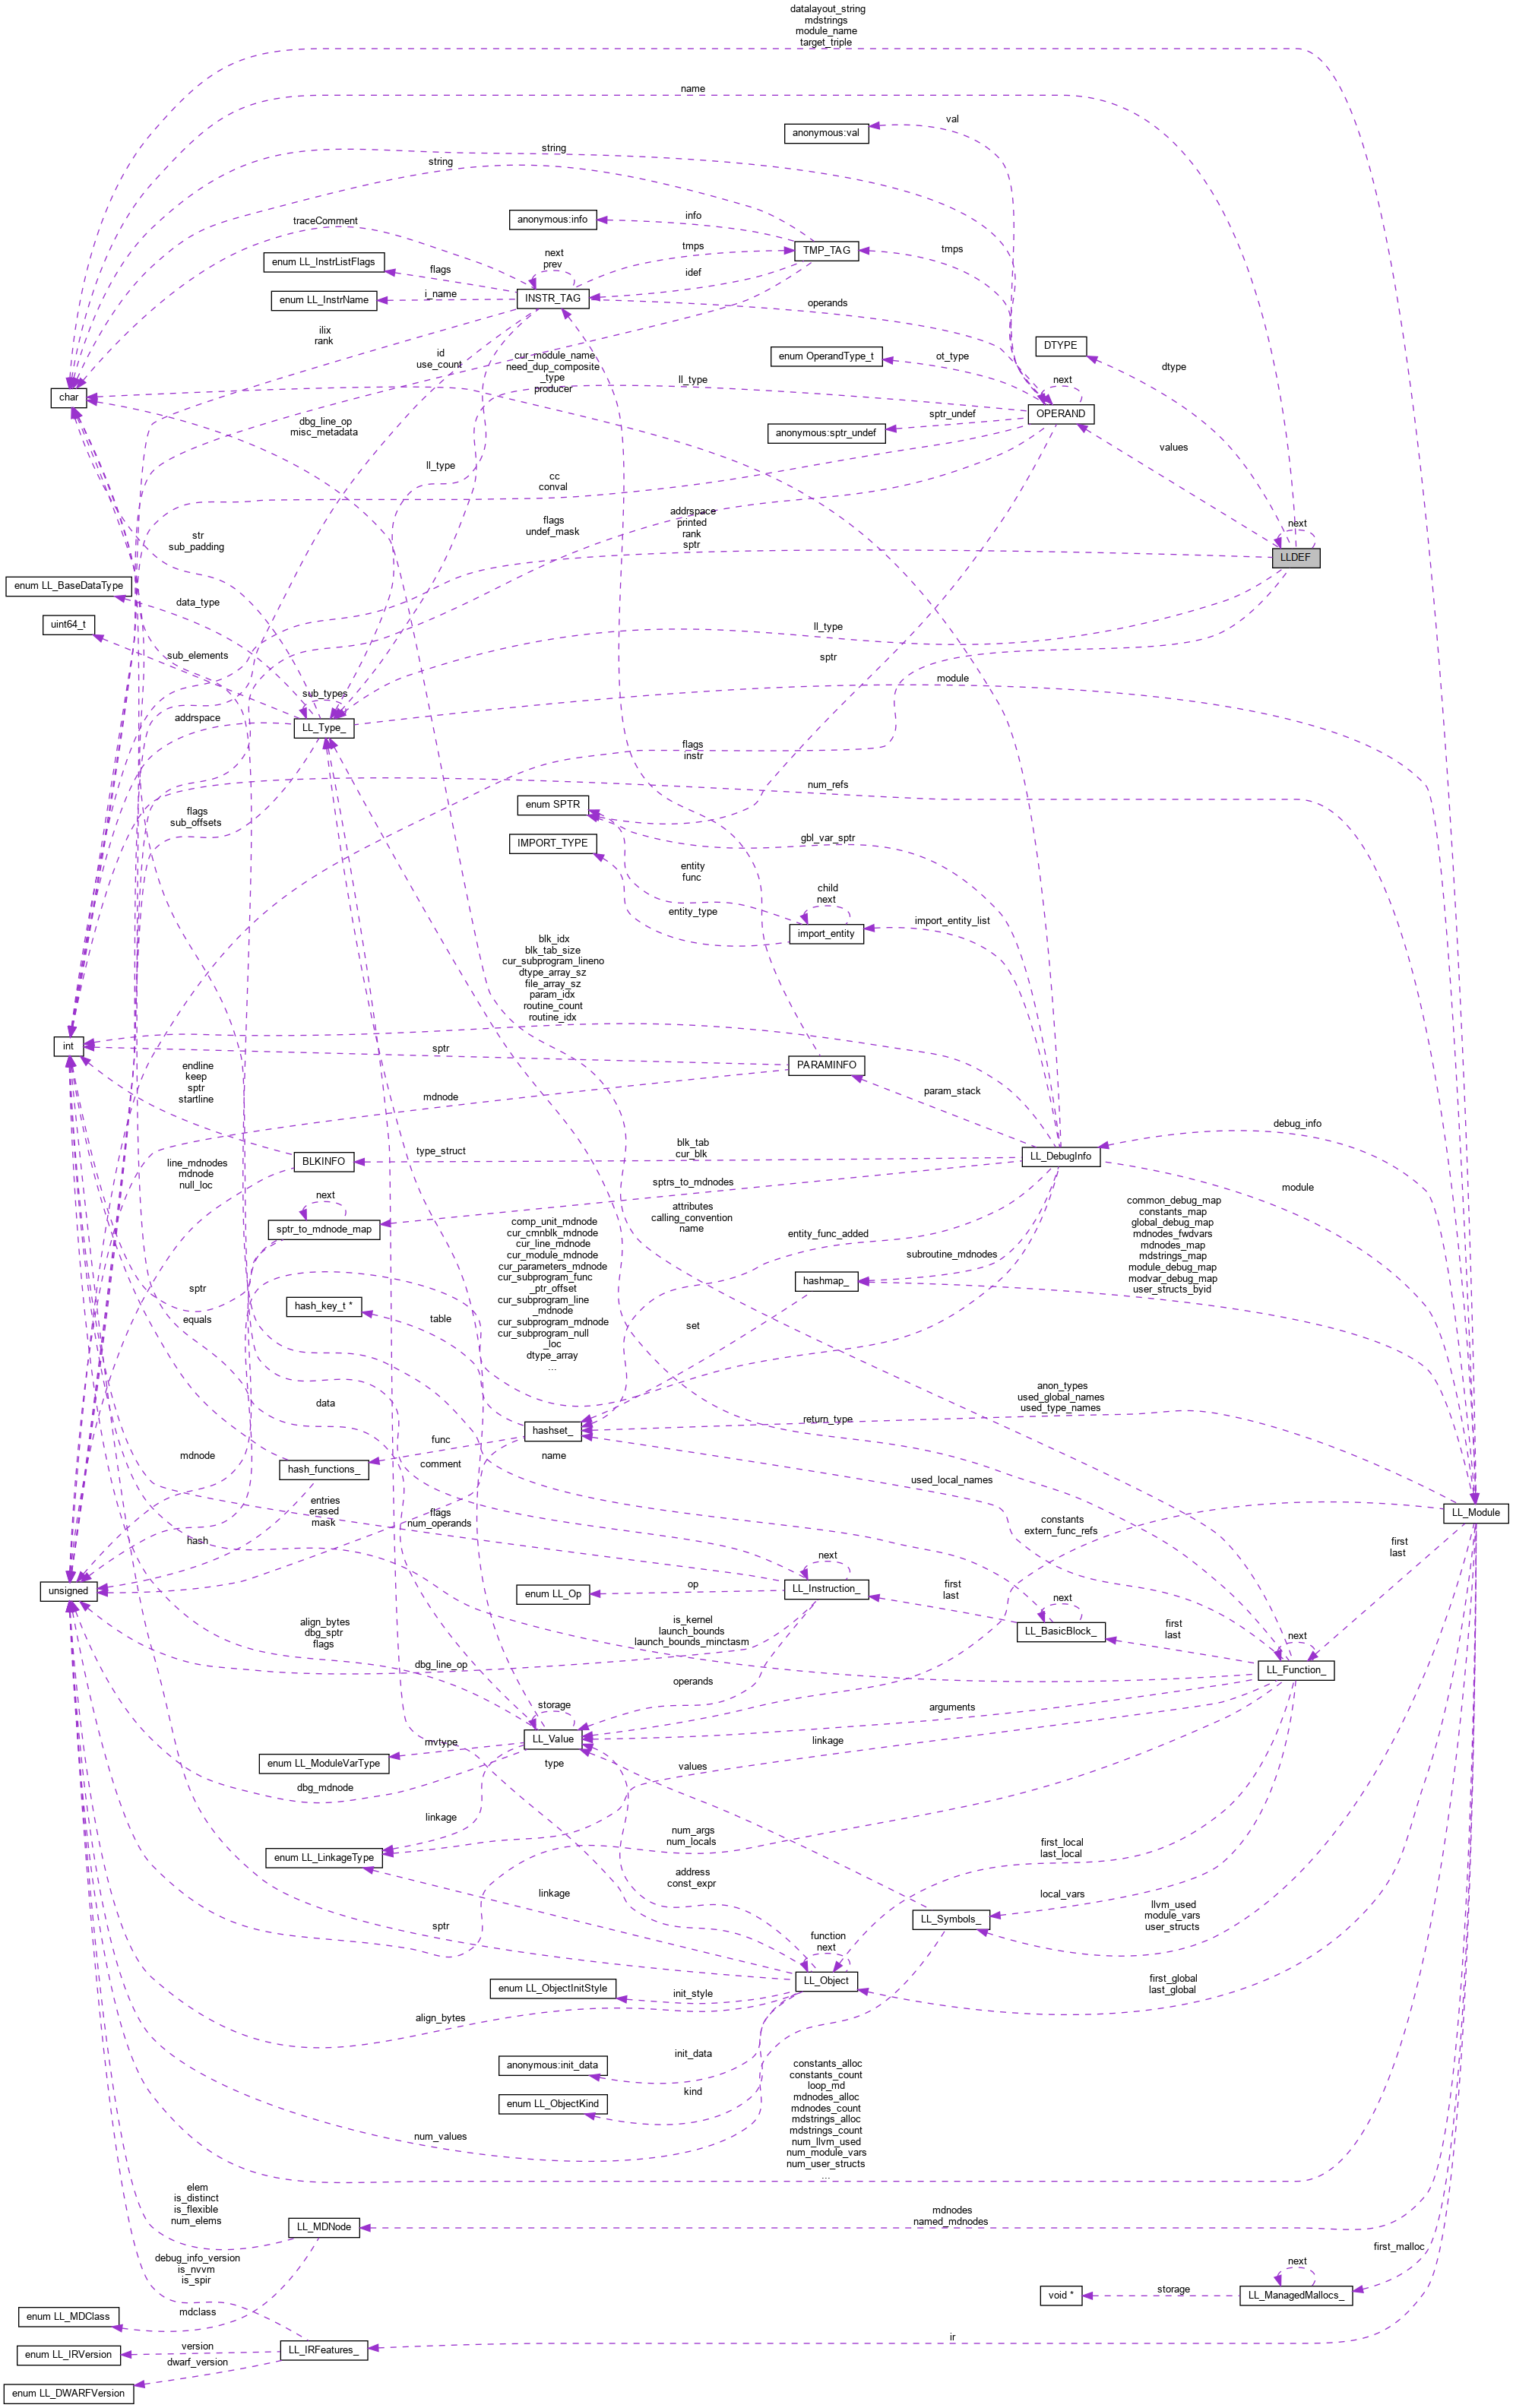 datalayout_string
mdstrings
module_name
target_triple
name
anonymous:val
val
string
string
traceComment
anonymous:info
info
TMP_TAG
tmps
tmps
next
prev
idef
enum LL_InstrListFlags
flags
INSTR_TAG
enum LL_InstrName
i_name
operands
ilix
rank
id
use_count
cur_module_name
need_dup_composite
_type
producer
enum OperandType_t
ot_type
DTYPE
dtype
next
ll_type
char
OPERAND
sptr_undef
anonymous:sptr_undef
dbg_line_op
misc_metadata
values
ll_type
cc
conval
flags
undef_mask
addrspace
printed
rank
sptr
next
LLDEF
str
sub_padding
enum LL_BaseDataType
data_type
uint64_t
ll_type
sub_elements
sptr
module
sub_types
LL_Type_
addrspace
flags
instr
num_refs
flags
sub_offsets
enum SPTR
gbl_var_sptr
IMPORT_TYPE
entity
func
child
next
entity_type
import_entity
import_entity_list
blk_idx
blk_tab_size
cur_subprogram_lineno
dtype_array_sz
file_array_sz
param_idx
routine_count
routine_idx
int
sptr
PARAMINFO
endline
keep
sptr
startline
mdnode
param_stack
debug_info
line_mdnodes
mdnode
null_loc
BLKINFO
type_struct
blk_tab
cur_blk
LL_DebugInfo
module
sptrs_to_mdnodes
next
sptr_to_mdnode_map
attributes
calling_convention
name
common_debug_map
constants_map
global_debug_map
mdnodes_fwdvars
mdnodes_map
mdstrings_map
module_debug_map
modvar_debug_map
user_structs_byid
comp_unit_mdnode
cur_cmnblk_mdnode
cur_line_mdnode
cur_module_mdnode
cur_parameters_mdnode
cur_subprogram_func
_ptr_offset
cur_subprogram_line
_mdnode
cur_subprogram_mdnode
cur_subprogram_null
_loc
dtype_array
...
entity_func_added
subroutine_mdnodes
hashmap_
sptr
hash_key_t *
equals
table
set
anon_types
used_global_names
used_type_names
data
return_type
hashset_
func
mdnode
comment
name
hash_functions_
used_local_names
entries
erased
mask
flags
num_operands
constants
extern_func_refs
LL_Module
hash
next
first
last
unsigned
enum LL_Op
op
LL_Instruction_
first
last
next
LL_BasicBlock_
first
last
next
LL_Function_
align_bytes
dbg_sptr
flags
is_kernel
launch_bounds
launch_bounds_minctasm
dbg_line_op
operands
storage
arguments
LL_Value
mvtype
linkage
enum LL_ModuleVarType
type
values
dbg_mdnode
linkage
num_args
num_locals
first_local
last_local
enum LL_LinkageType
address
const_expr
linkage
local_vars
llvm_used
module_vars
user_structs
LL_Symbols_
sptr
function
next
LL_Object
first_global
last_global
enum LL_ObjectInitStyle
init_style
align_bytes
init_data
anonymous:init_data
constants_alloc
constants_count
loop_md
mdnodes_alloc
mdnodes_count
mdstrings_alloc
mdstrings_count
num_llvm_used
num_module_vars
num_user_structs
...
kind
enum LL_ObjectKind
num_values
elem
is_distinct
is_flexible
num_elems
LL_MDNode
mdnodes
named_mdnodes
debug_info_version
is_nvvm
is_spir
first_malloc
next
void *
storage
LL_ManagedMallocs_
enum LL_MDClass
mdclass
version
enum LL_IRVersion
LL_IRFeatures_
ir
dwarf_version
enum LL_DWARFVersion